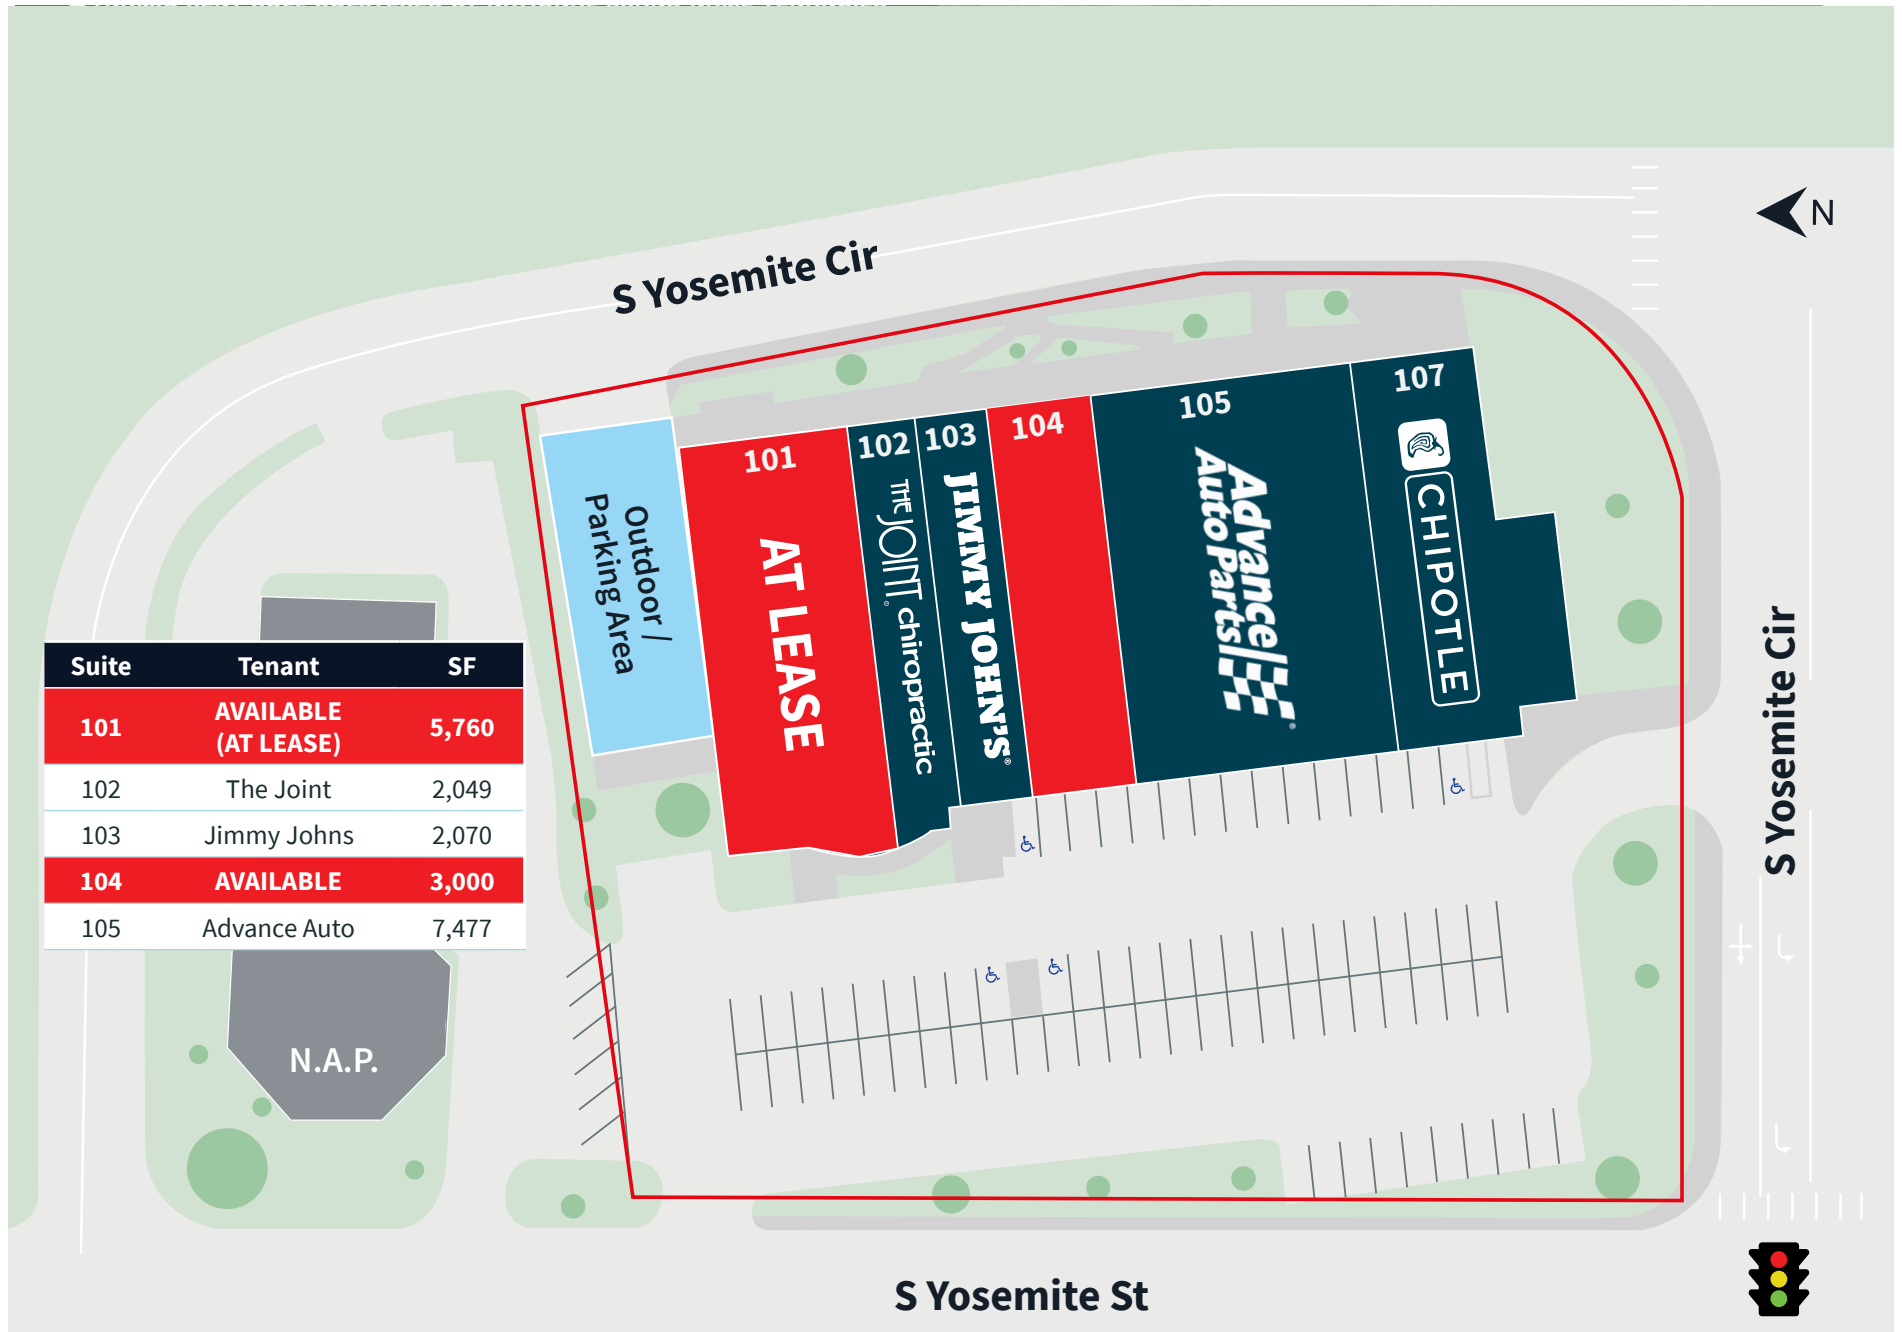 N
S Yosemite Cir
101
102
103
104
105
107
Outdoor /
Parking Area
AT LEASE
THE JOINT® chiropractic
JIMMY JOHN'S®
Advance
Auto Parts®
CHIPOTLE
S Yosemite Cir
Suite Tenant SF
101 AVAILABLE (AT LEASE) 5,760
102 The Joint 2,049
103 Jimmy Johns 2,070
104 AVAILABLE 3,000
105 Advance Auto 7,477
N.A.P.
S Yosemite St